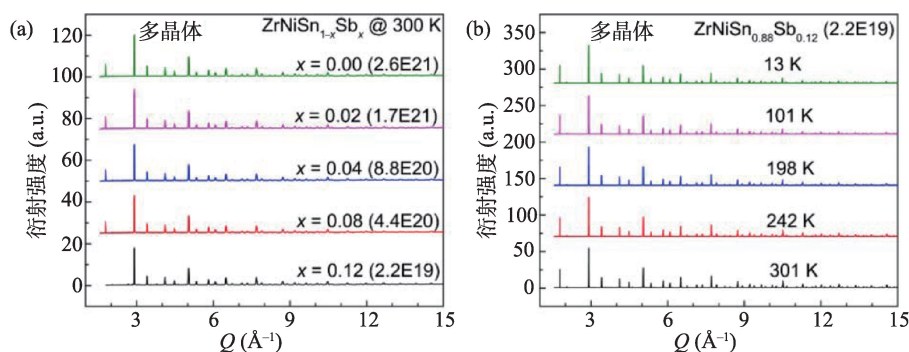 (a)
多晶体
ZrNiSn1-xSbx @ 300 K
x = 0.00 (2.6E21)
x = 0.02 (1.7E21)
x = 0.04 (8.8E20)
x = 0.08 (4.4E20)
x = 0.12 (2.2E19)
衍射强度 (a.u.)
120
100
80
60
40
20
0
3
6
9
12
15
Q (Å⁻¹)
(b)
多晶体
ZrNiSn0.88Sb0.12 (2.2E19)
13 K
101 K
198 K
242 K
301 K
衍射强度 (a.u.)
350
300
250
200
150
100
50
0
3
6
9
12
15
Q (Å⁻¹)